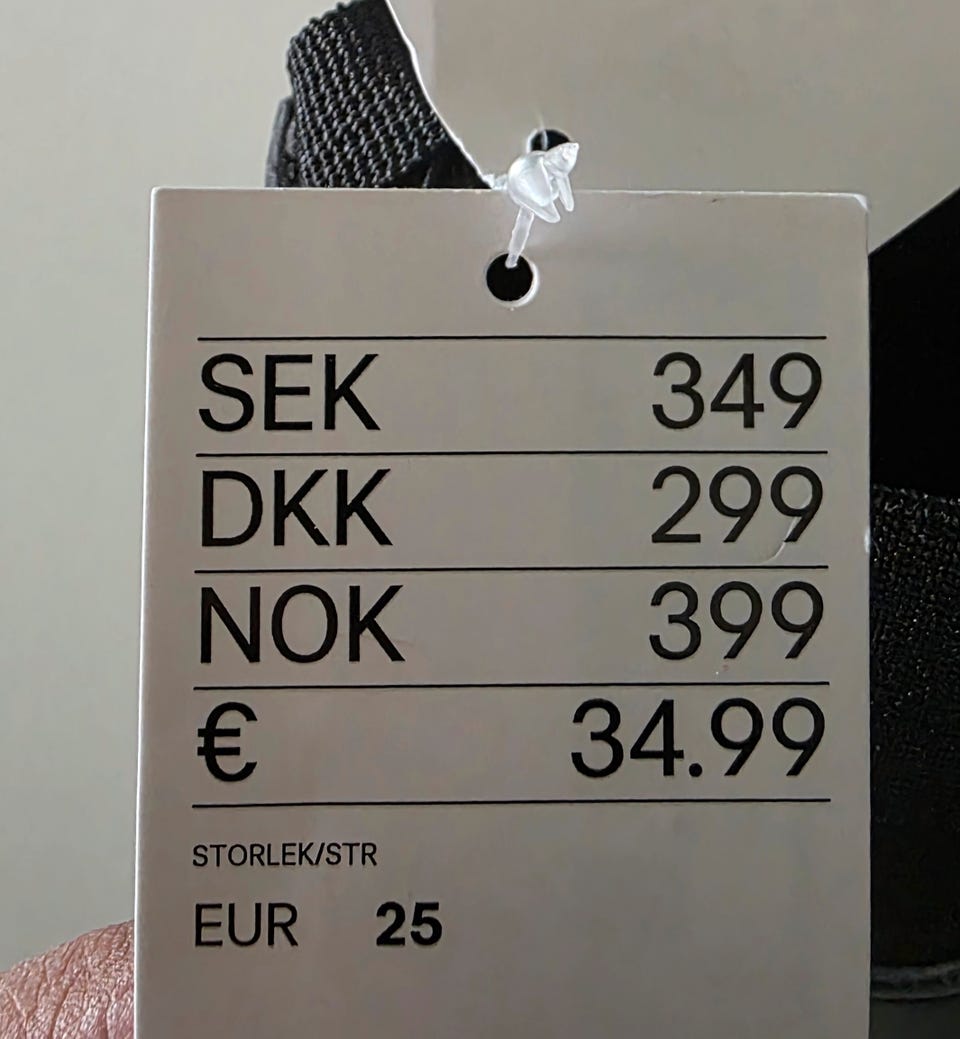 SEK 349
DKK 299
NOK 399
€ 34.99
STORLEK/STR
EUR 25